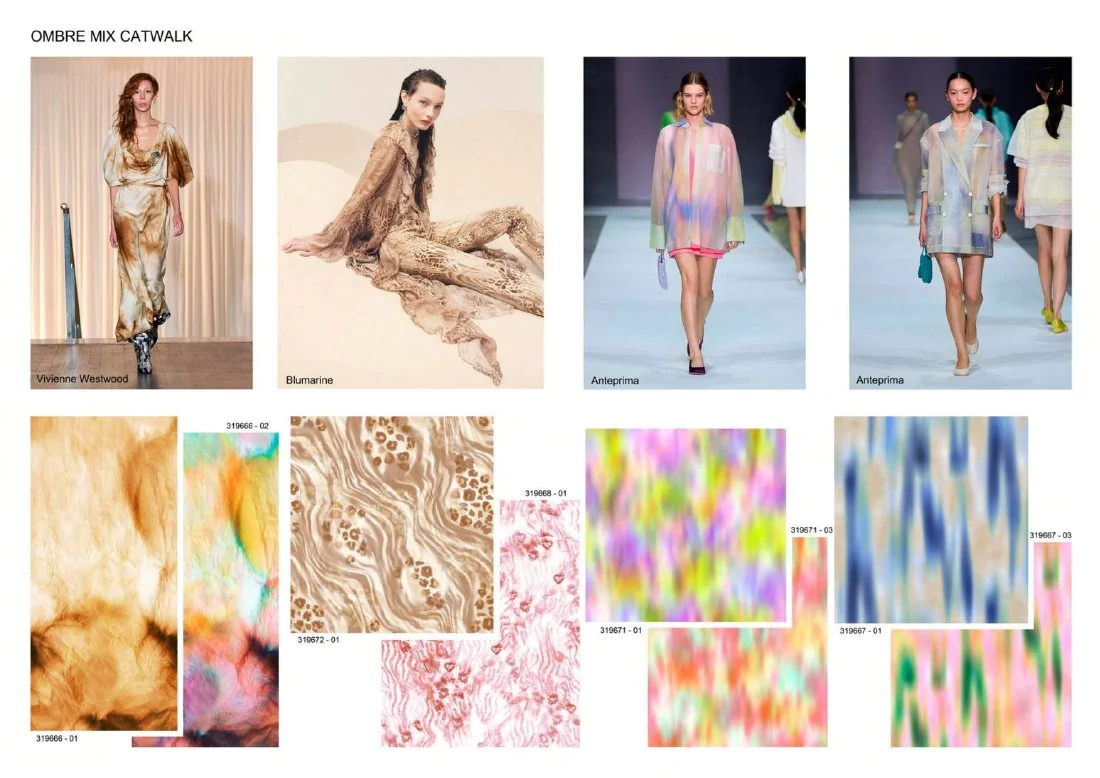 OMBRE MIX CATWALK
Vivienne Westwood
Blumarine
Anteprima
Anteprima
319666 - 02
319668 - 01
319671 - 03
319667 - 03
319672 - 01
319671 - 01
319667 - 01
319666 - 01